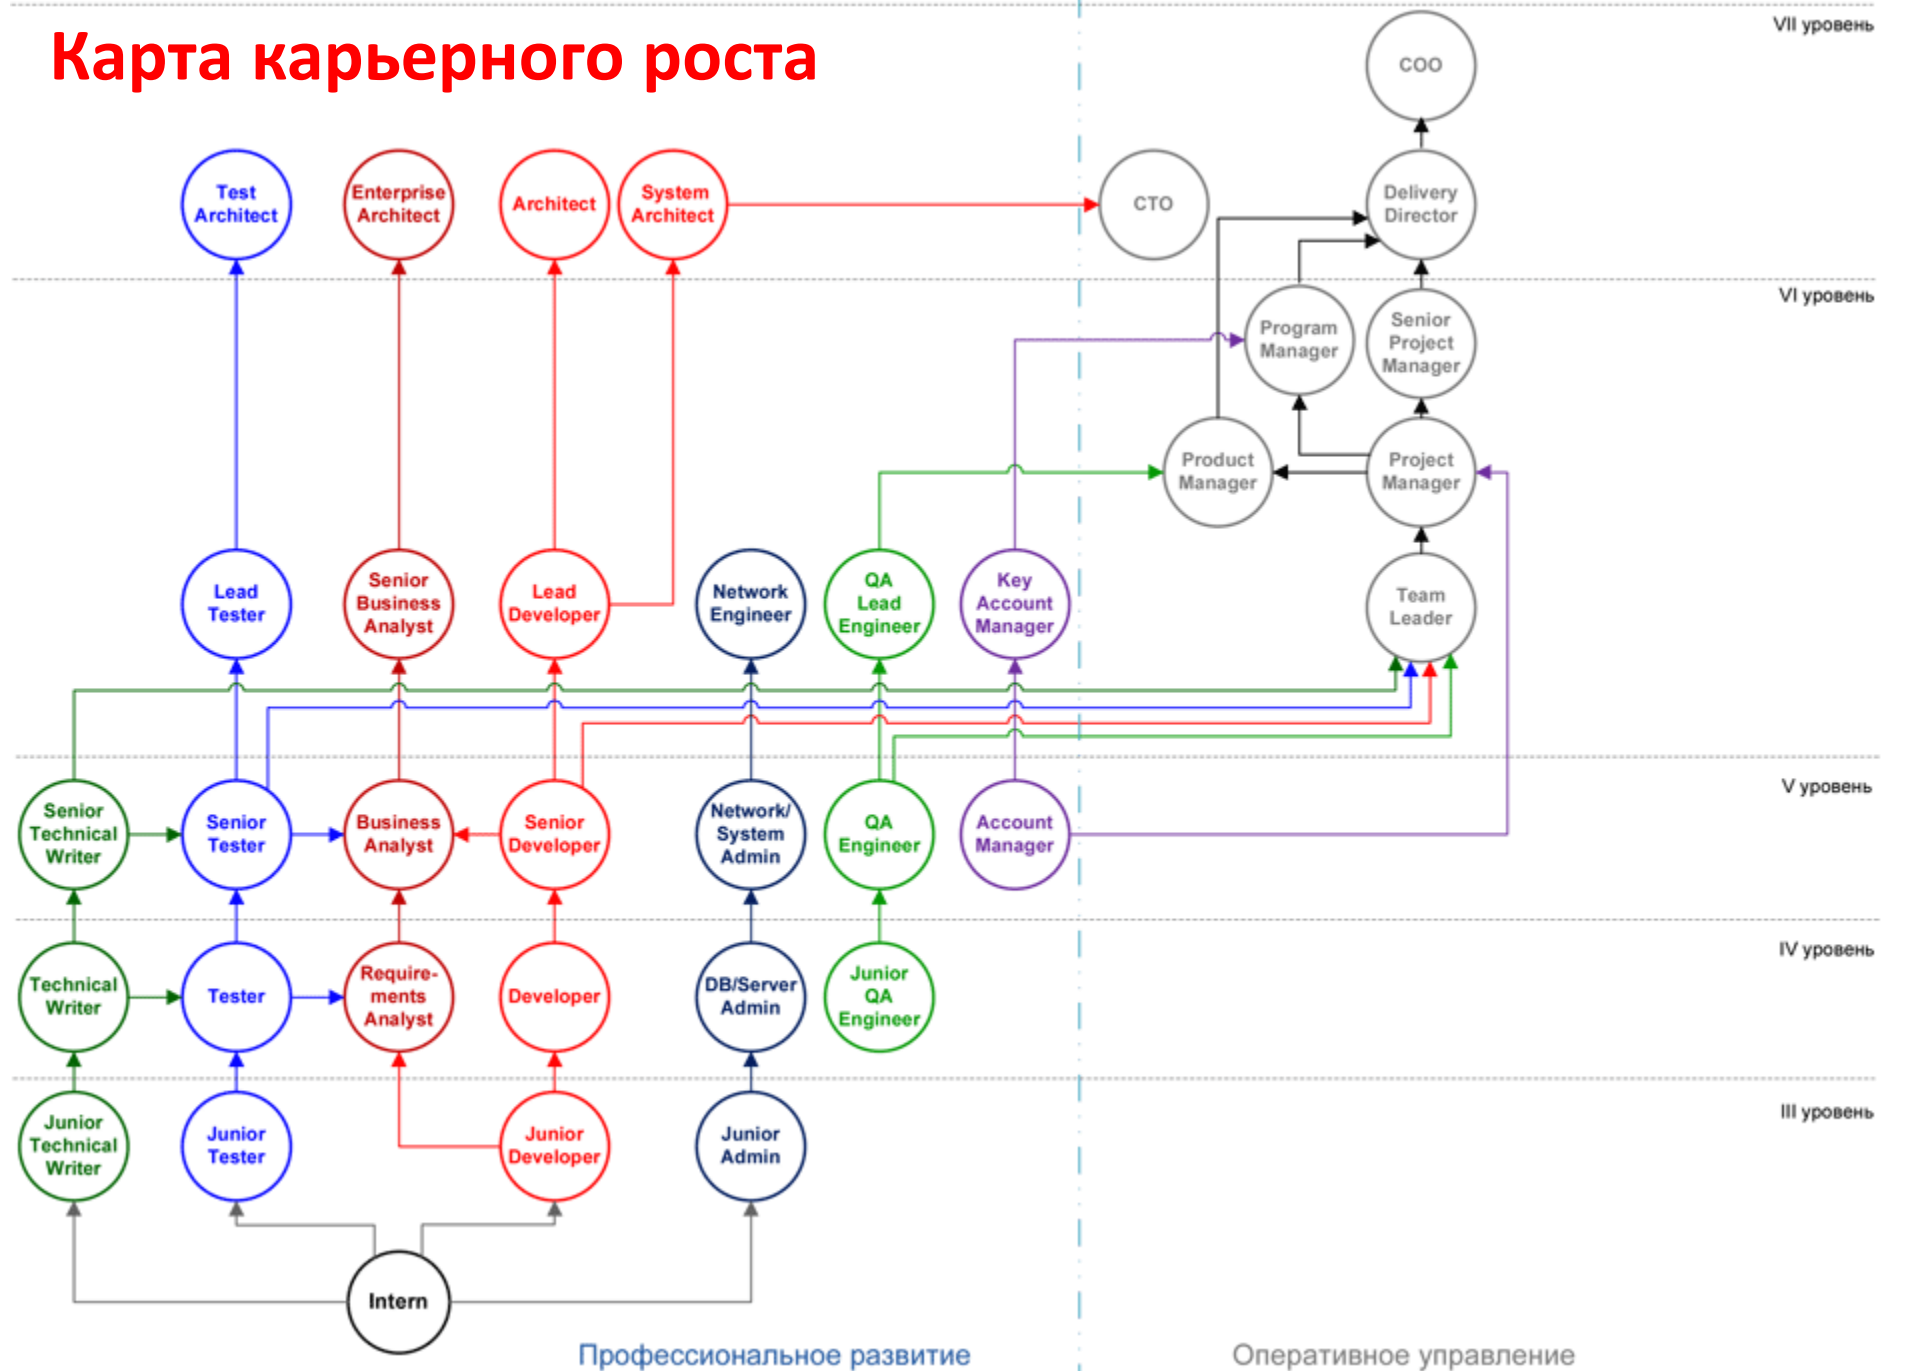 Карта карьерного роста
VII уровень
COO
Test
Architect
Enterprise
Architect
Architect
System
Architect
CTO
Delivery
Director
VI уровень
Program
Manager
Senior
Project
Manager
Product
Manager
Project
Manager
Lead
Tester
Senior
Business
Analyst
Lead
Developer
Network
Engineer
QA
Lead
Engineer
Key
Account
Manager
Team
Leader
V уровень
Senior
Technical
Writer
Senior
Tester
Business
Analyst
Senior
Developer
Network/
System
Admin
QA
Engineer
Account
Manager
IV уровень
Technical
Writer
Tester
Require-
ments
Analyst
Developer
DB/Server
Admin
Junior
QA
Engineer
III уровень
Junior
Technical
Writer
Junior
Tester
Junior
Developer
Junior
Admin
Intern
Профессиональное развитие
Оперативное управление